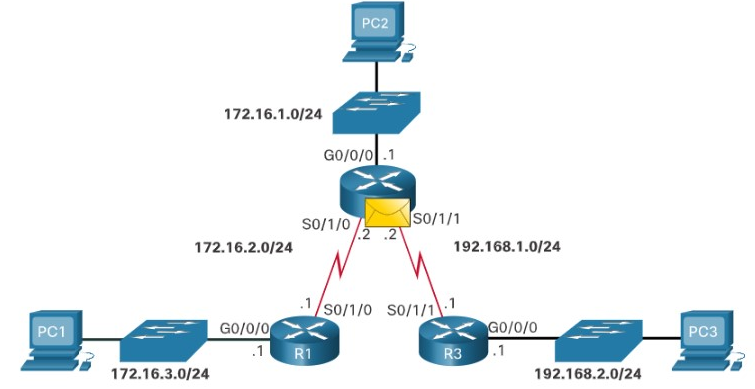 PC2
172.16.1.0/24
G0/0/0 .1
S0/1/0 S0/1/1
.2 .2
172.16.2.0/24 192.168.1.0/24
.1 S0/1/0 S0/1/1 .1
PC1 G0/0/0 R1 R3 G0/0/0 PC3
.1 .1
172.16.3.0/24 192.168.2.0/24